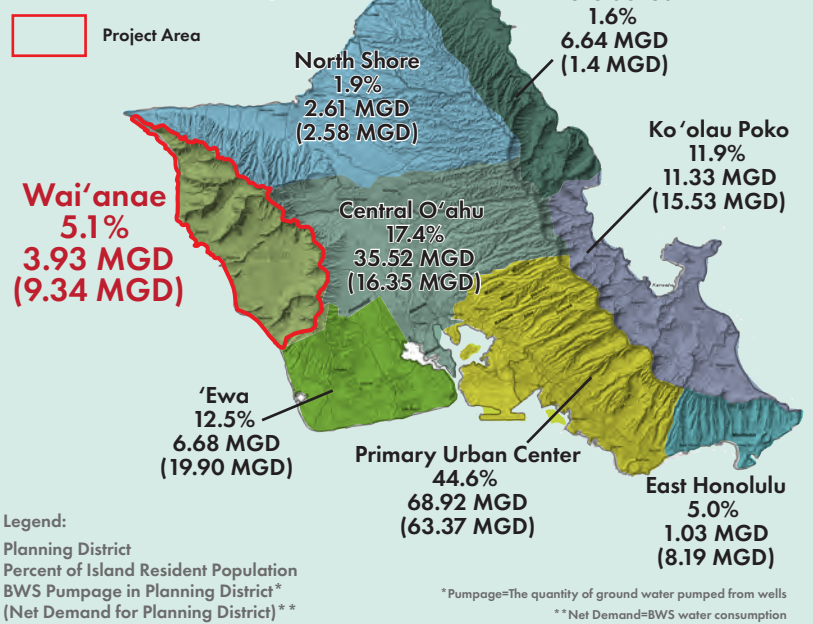 Project Area
1.6%
6.64 MGD
(1.4 MGD)
North Shore
1.9%
2.61 MGD
(2.58 MGD)
Ko ‘olau Poko
11.9%
11.33 MGD
(15.53 MGD)
Wai‘anae
5.1%
3.93 MGD
(9.34 MGD)
Central O‘ahu
17.4%
35.52 MGD
(16.35 MGD)
‘Ewa
12.5%
6.68 MGD
(19.90 MGD)
Primary Urban Center
44.6%
68.92 MGD
(63.37 MGD)
East Honolulu
5.0%
1.03 MGD
(8.19 MGD)
Legend:
Planning District
Percent of Island Resident Population
BWS Pumpage in Planning District*
(Net Demand for Planning District)**
*Pumpage=The quantity of ground water pumped from wells
**Net Demand=BWS water consumption